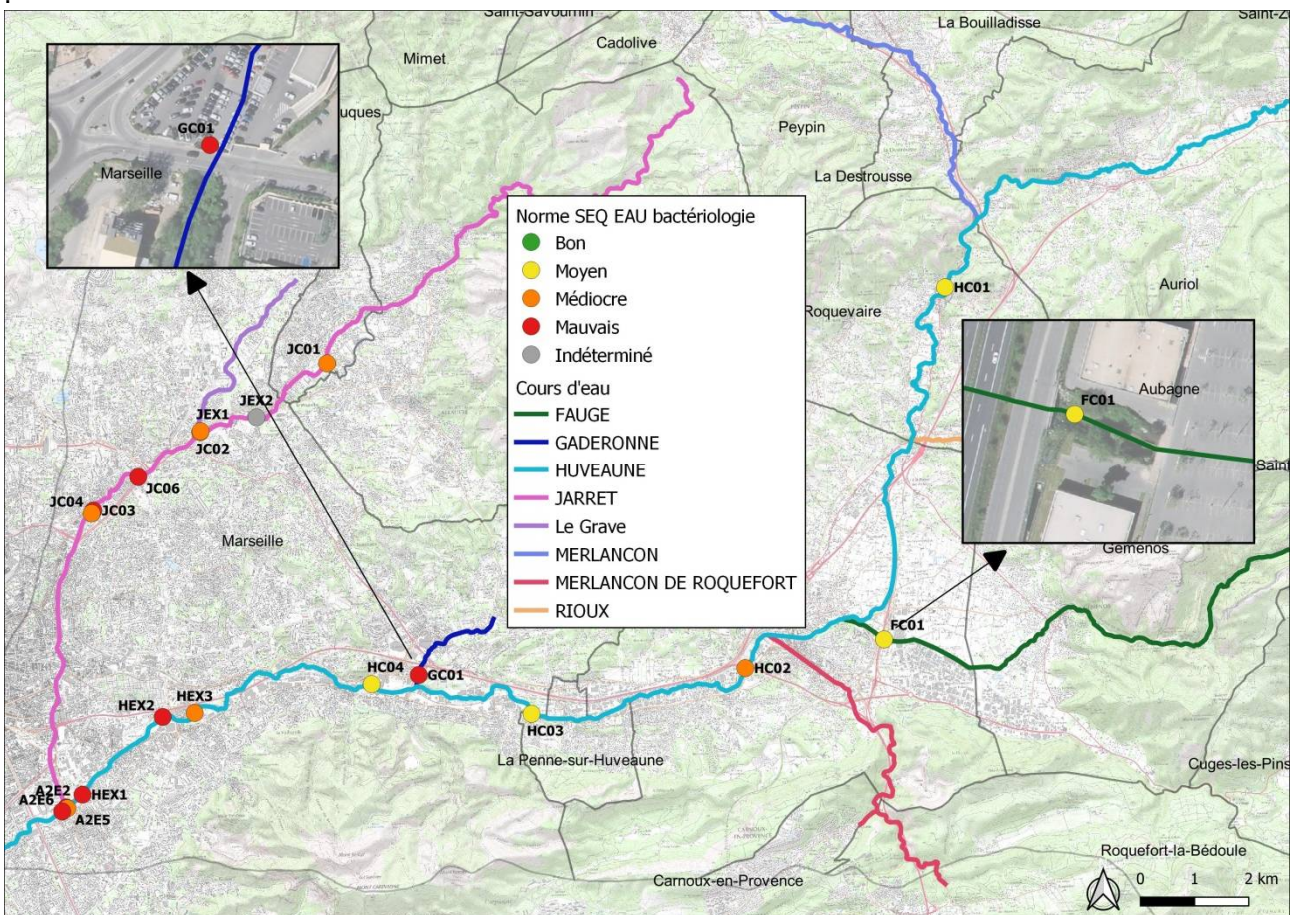 Saint-Savournin
La Bouilladisse
Cadolive
Mimet
Peypin
La Destrousse
GC01
Marseille
Norme SEQ EAU bactériologie
Bon
Moyen
Médiocre
Mauvais
Indéterminé
Cours d'eau
FAUGE
GADERONNE
HUVEAUNE
JARRET
Le Grave
MERLANCON
MERLANCON DE ROQUEFORT
RIOUX
HC01
Auriol
Roquevaire
JC01
JEX2
JEX1
JC02
JC06
JC04
JC03
Marseille
Aubagne
FC01
Gémenos
FC01
HC04
GC01
HC02
HEX2
HEX3
HC03
La Penne-sur-Huveaune
Cuges-les-Pins
A2E2
HEX1
A2E6
A2E5
Roquefort-la-Bédoule
Carnoux-en-Provence
0 1 2 km